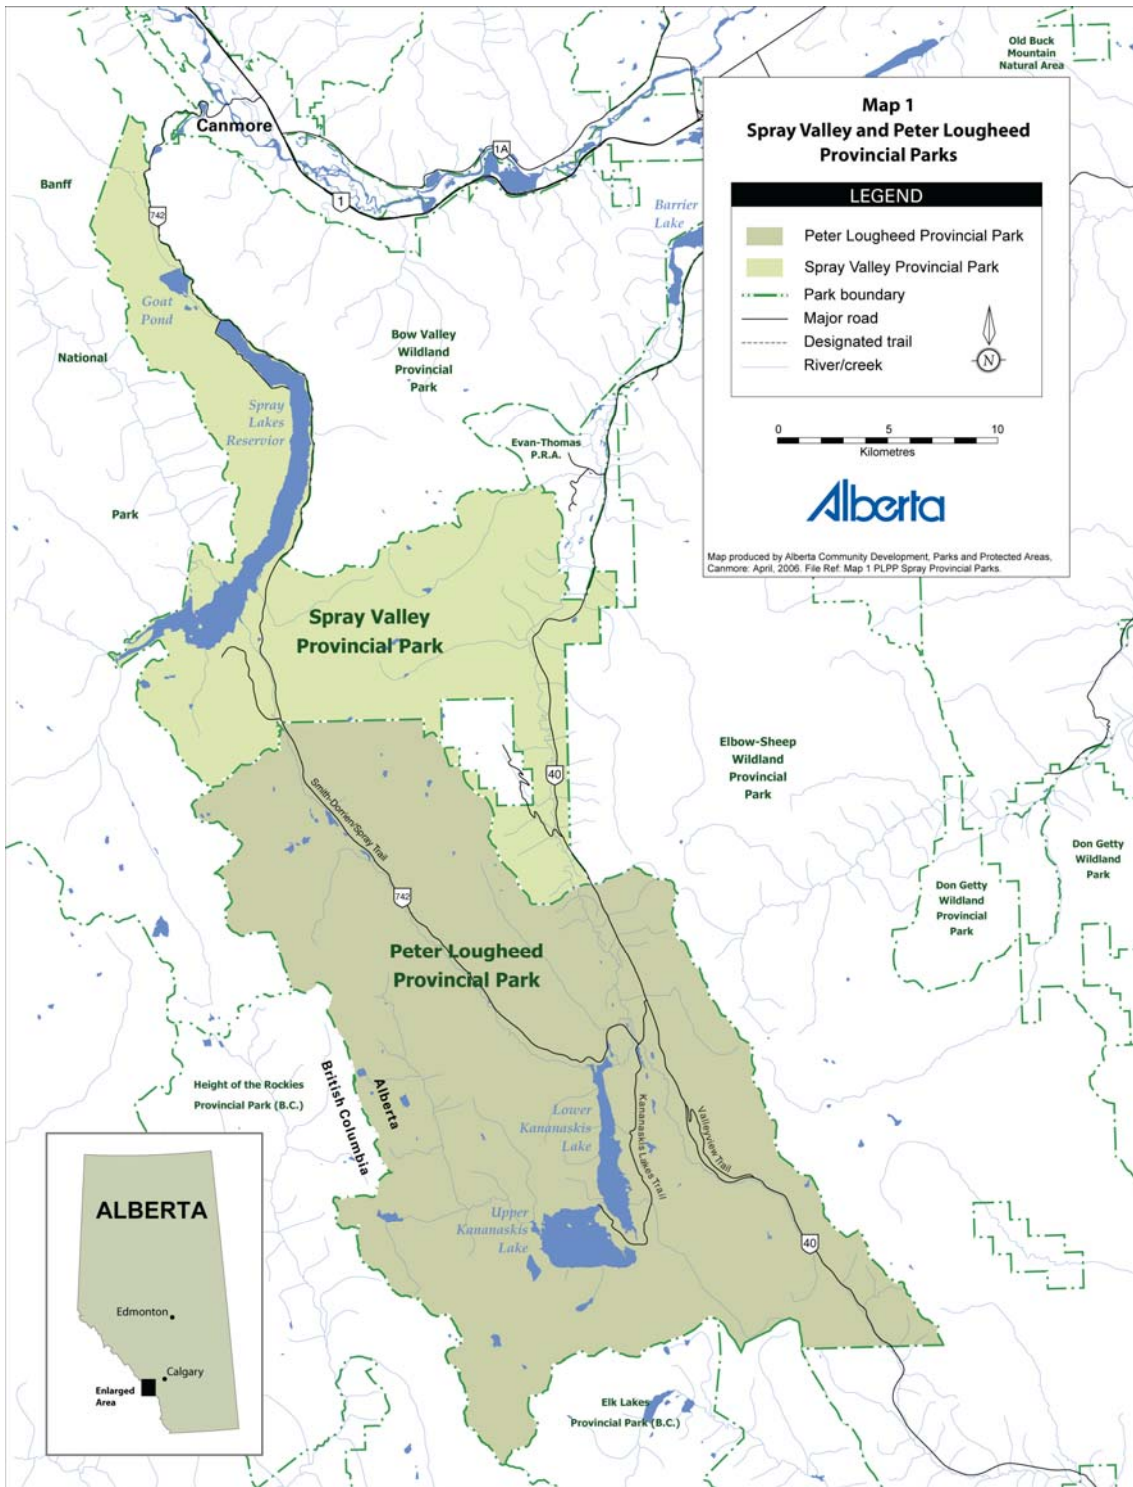 Old Buck
Mountain
Natural Area
Map 1
Spray Valley and Peter Lougheed
Provincial Parks
LEGEND
Peter Lougheed Provincial Park
Spray Valley Provincial Park
Park boundary
Major road
Designated trail
River/creek
N
0 5 10
Kilometres
Alberta
Map produced by Alberta Community Development, Parks and Protected Areas,
Canmore: April, 2006. File Ref: Map 1 PLPP Spray Provincial Parks.
Canmore
1A
1
742
Banff
National
Park
Barrier
Lake
Goat
Pond
Bow Valley
Wildland
Provincial
Park
Spray
Lakes
Reservior
Evan-Thomas
P.R.A.
Spray Valley
Provincial Park
40
Elbow-Sheep
Wildland
Provincial
Park
Smith-Dorrien/Spray Trail
742
Don Getty
Wildland
Park
Don Getty
Wildland
Provincial
Park
Peter Lougheed
Provincial Park
Height of the Rockies
Provincial Park (B.C.)
British Columbia
Alberta
Lower
Kananaskis
Lake
Kananaskis Lakes Trail
Valleyview Trail
Upper
Kananaskis
Lake
40
Elk Lakes
Provincial Park (B.C.)
ALBERTA
Edmonton
Calgary
Enlarged
Area